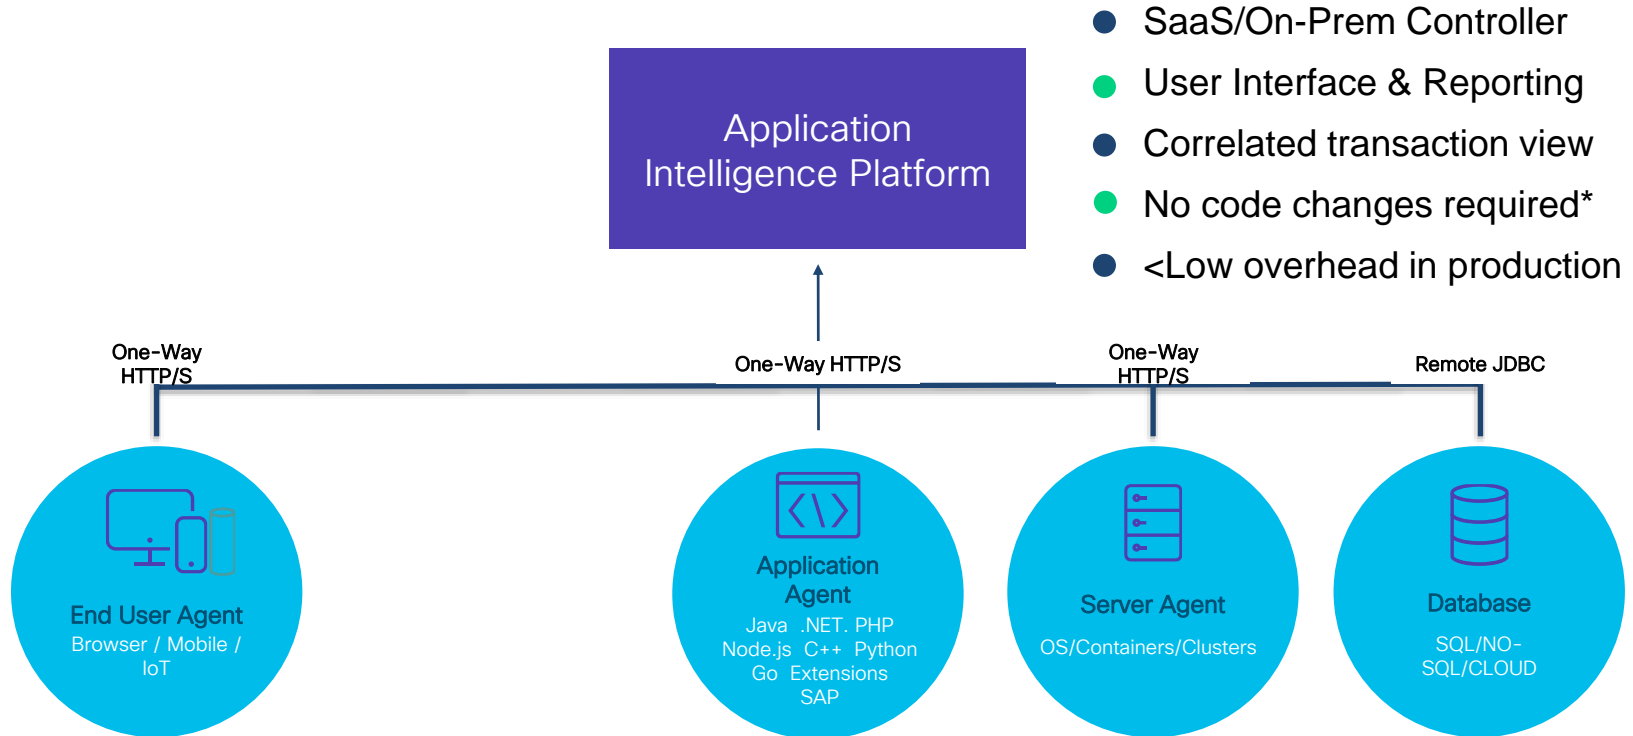 SaaS/On-Prem Controller
User Interface & Reporting
Correlated transaction view
No code changes required*
<Low overhead in production
Application
Intelligence Platform
One-Way
HTTP/S
One-Way HTTP/S
One-Way
HTTP/S
Remote JDBC
End User Agent
Browser / Mobile /
IoT
Application
Agent
Java .NET. PHP
Node.js C++ Python
Go Extensions
SAP
Server Agent
OS/Containers/Clusters
Database
SQL/NO-
SQL/CLOUD